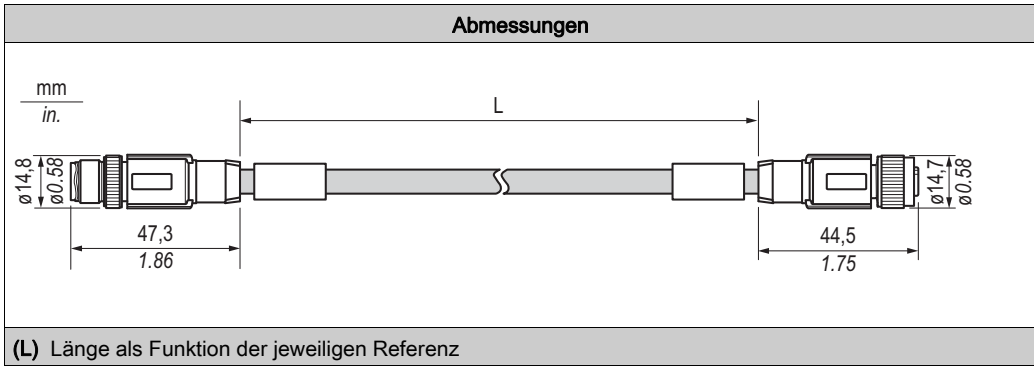 Abmessungen
mm
in.
L
ø14,8
ø0.58
47,3
1.86
44,5
1.75
ø14,7
ø0.58
(L) Länge als Funktion der jeweiligen Referenz